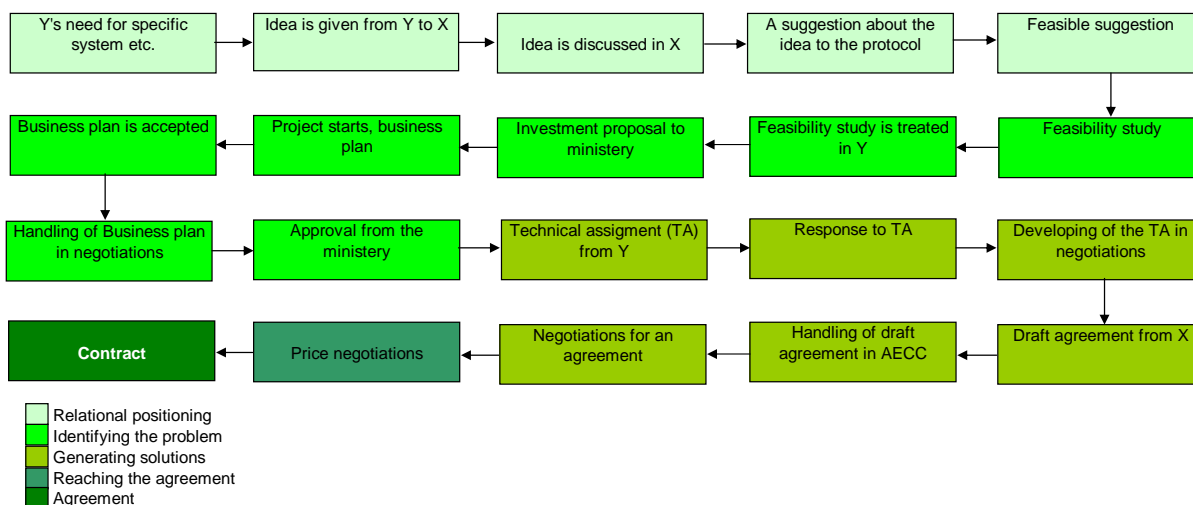 Y's need for specific
system etc.
Idea is given from Y to X
Idea is discussed in X
A suggestion about the
idea to the protocol
Feasible suggestion
Business plan is accepted
Project starts, business
plan
Investment proposal to
ministery
Feasibility study is treated
in Y
Feasibility study
Handling of Business plan
in negotiations
Approval from the
ministery
Technical assigment (TA)
from Y
Response to TA
Developing of the TA in
negotiations
Contract
Price negotiations
Negotiations for an
agreement
Handling of draft
agreement in AECC
Draft agreement from X
Relational positioning
Identifying the problem
Generating solutions
Reaching the agreement
Agreement